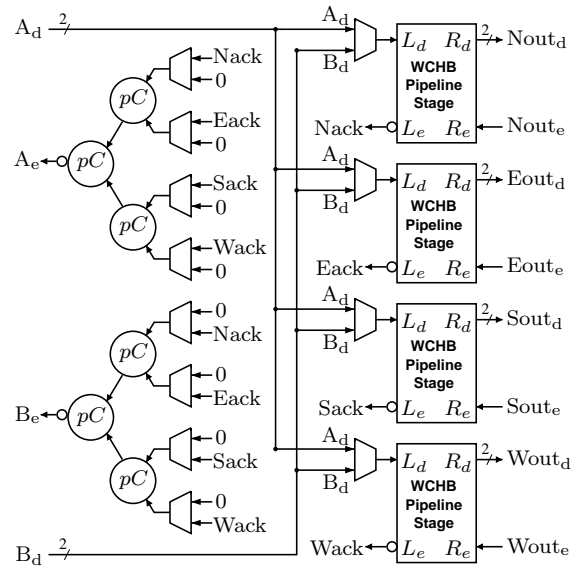 A_d 2
Nack
0
Eack
0
pC
A_e pC
pC
Sack
0
Wack
0
0
Nack
0
Eack
pC
B_e pC
pC
0
Sack
0
Wack
B_d 2
A_d
B_d
L_d R_d 2 Nout_d
WCHB
Pipeline
Stage
Nack L_e R_e Nout_e
A_d
B_d
L_d R_d 2 Eout_d
WCHB
Pipeline
Stage
Eack L_e R_e Eout_e
A_d
B_d
L_d R_d 2 Sout_d
WCHB
Pipeline
Stage
Sack L_e R_e Sout_e
A_d
B_d
L_d R_d 2 Wout_d
WCHB
Pipeline
Stage
Wack L_e R_e Wout_e